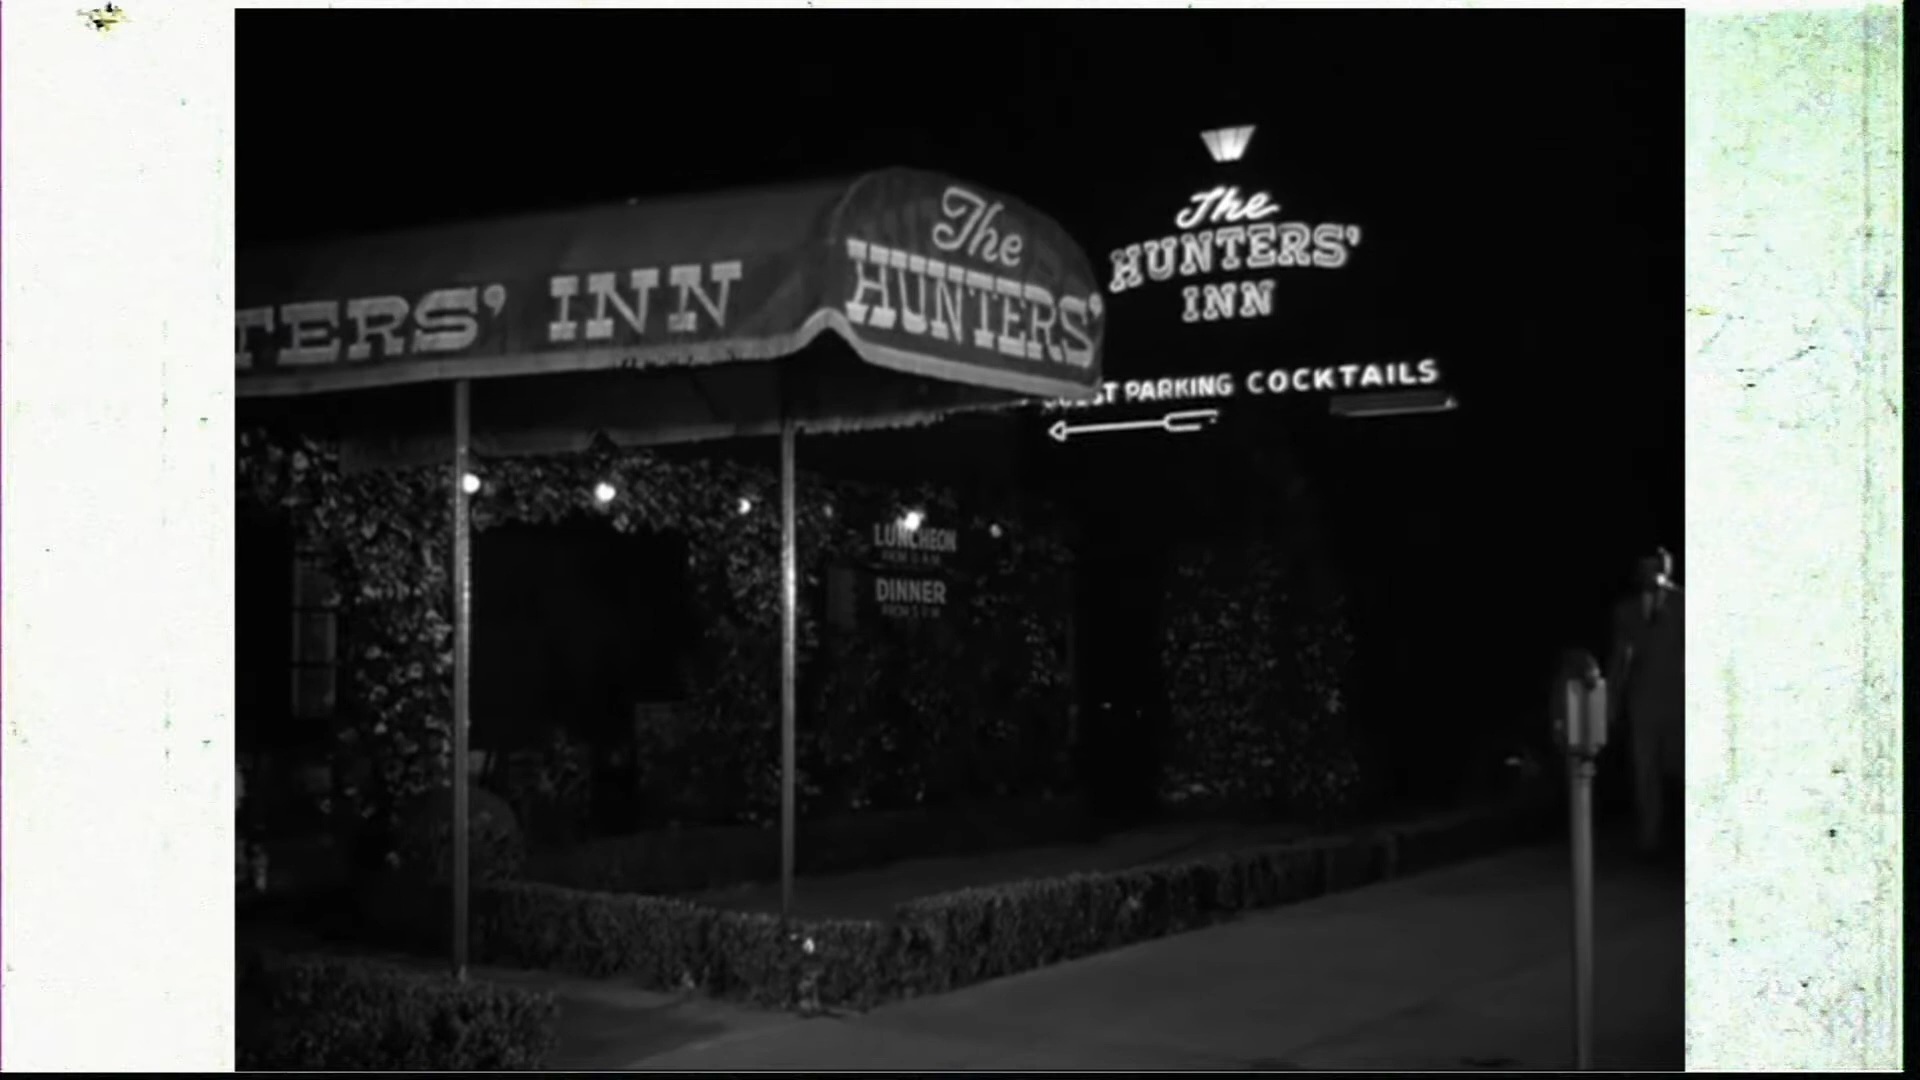 TERS' INN
The
HUNTERS'
The
HUNTERS'
INN
PARKING COCKTAILS
LUNCHEON
DINNER